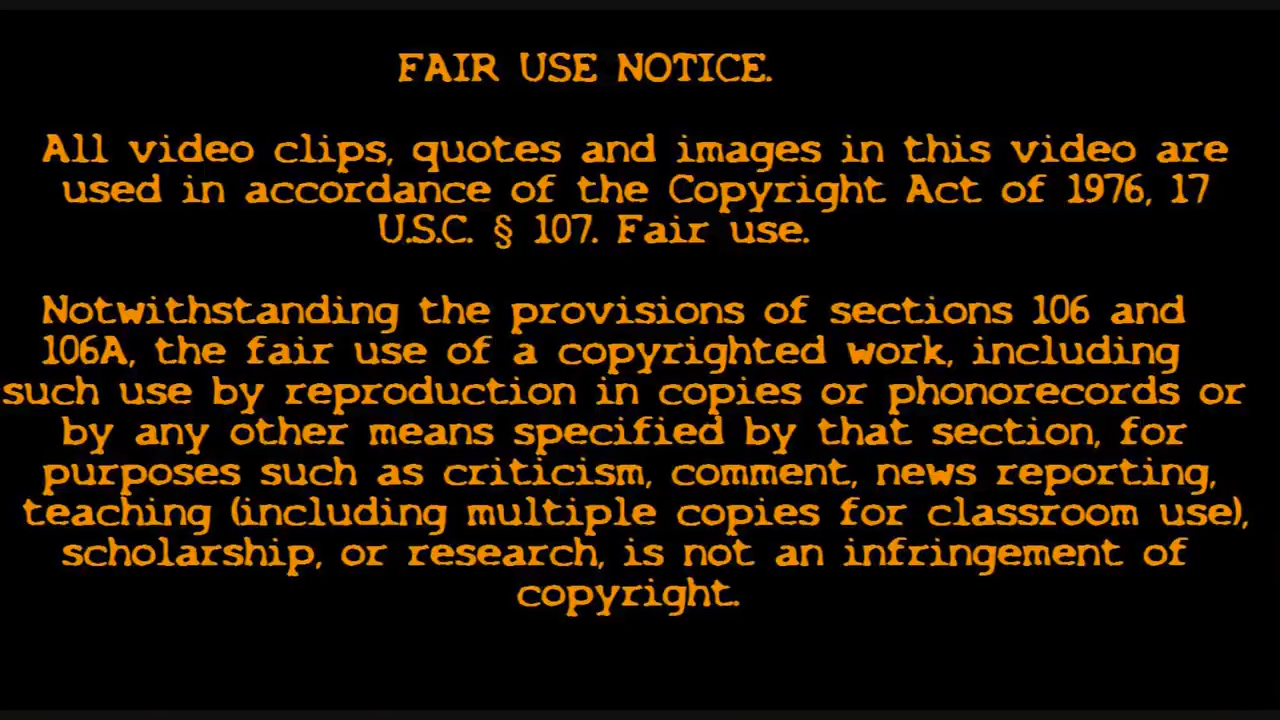 FAIR USE NOTICE.
All video clips, quotes and images in this video are
used in accordance of the Copyright Act of 1976, 17
U.S.C. § 107. Fair use.
Notwithstanding the provisions of sections 106 and
106A, the fair use of a copyrighted work, including
such use by reproduction in copies or phonorecords or
by any other means specified by that section, for
purposes such as criticism, comment, news reporting,
teaching (including multiple copies for classroom use),
scholarship, or research, is not an infringement of
copyright.